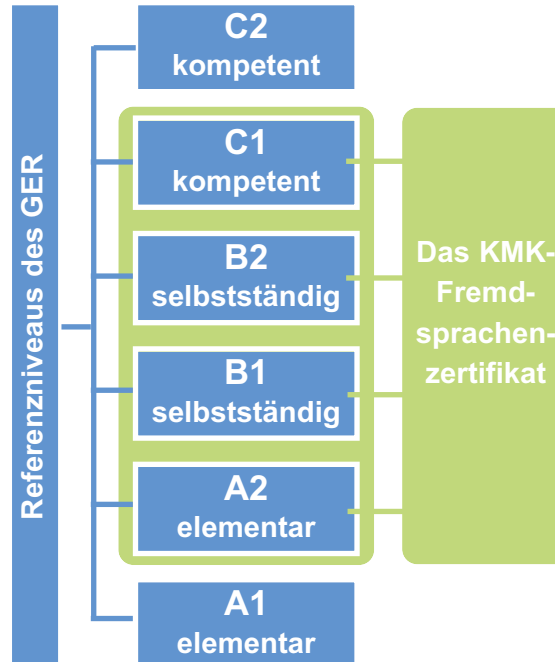 Referenzniveaus des GER
C2
kompetent
C1
kompetent
B2
selbstständig
B1
selbstständig
A2
elementar
A1
elementar
Das KMK-
Fremd-
sprachen-
zertifikat